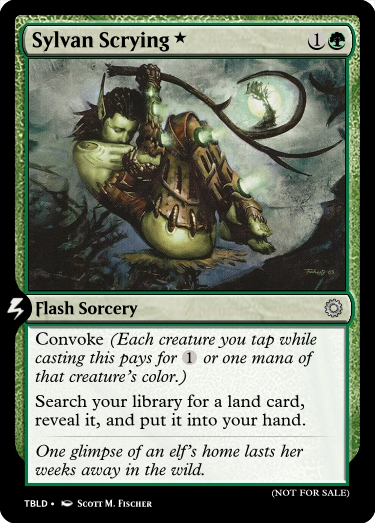 Sylvan Scrying ★ 1
Flash Sorcery
Convoke (Each creature you tap while
casting this pays for 1 or one mana of
that creature's color.)
Search your library for a land card,
reveal it, and put it into your hand.
One glimpse of an elf's home lasts her
weeks away in the wild.
TBLD • Scott M. Fischer
(NOT FOR SALE)